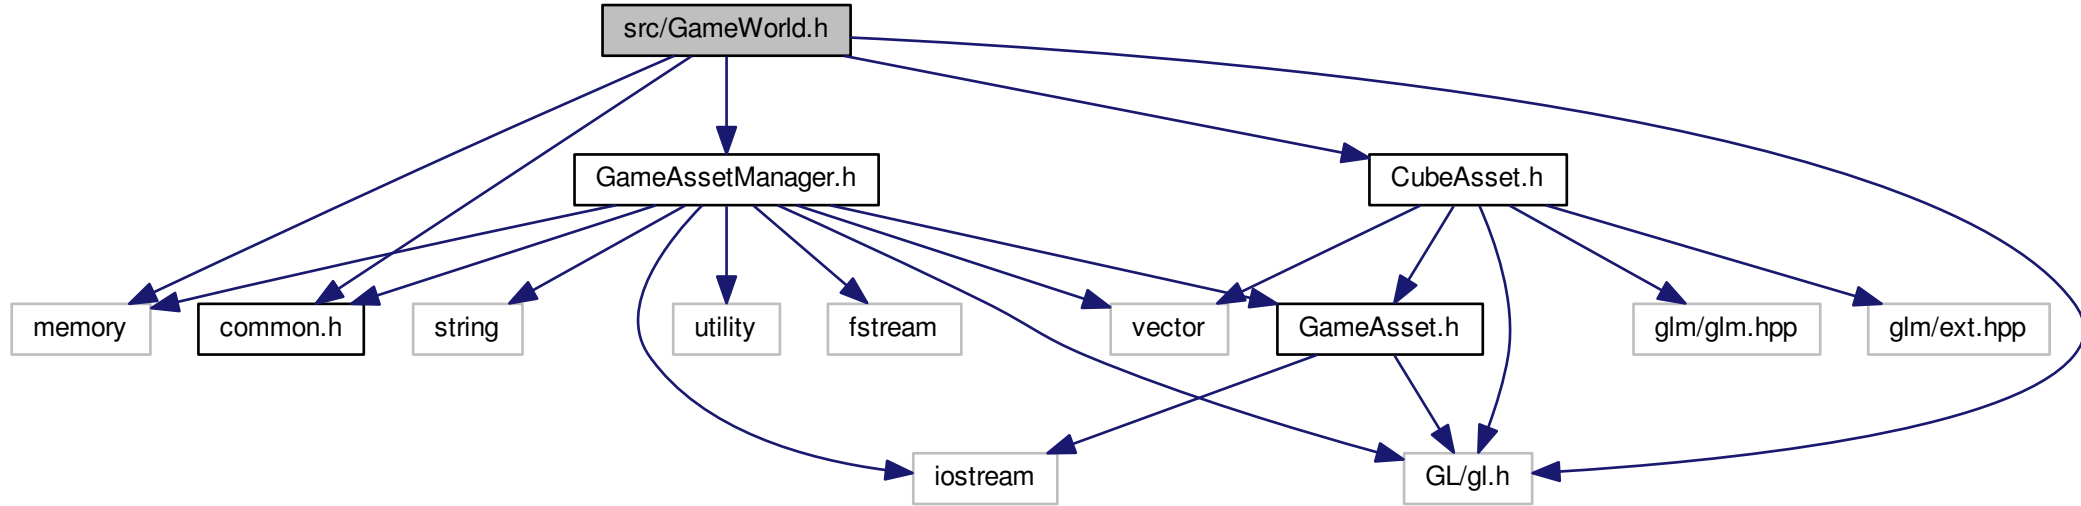 src/GameWorld.h
GameAssetManager.h
CubeAsset.h
memory
common.h
string
utility
fstream
vector
GameAsset.h
glm/glm.hpp
glm/ext.hpp
iostream
GL/gl.h